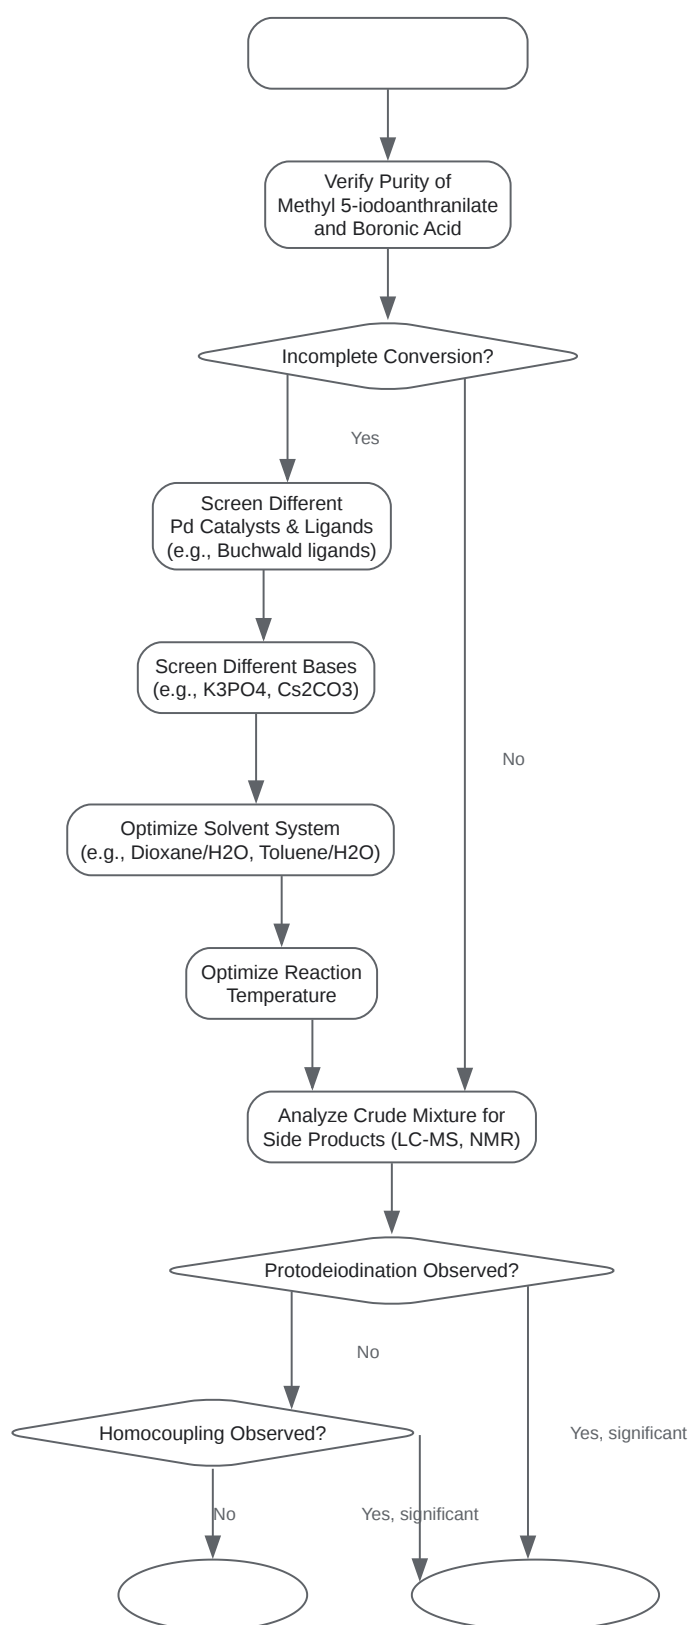 Verify Purity of
Methyl 5-iodoanthranilate
and Boronic Acid
Incomplete Conversion?
Yes
Screen Different
Pd Catalysts & Ligands
(e.g., Buchwald ligands)
Screen Different Bases
(e.g., K3PO4, Cs2CO3)
No
Optimize Solvent System
(e.g., Dioxane/H2O, Toluene/H2O)
Optimize Reaction
Temperature
Analyze Crude Mixture for
Side Products (LC-MS, NMR)
Protodeiodination Observed?
No
Homocoupling Observed?
Yes, significant
No
Yes, significant